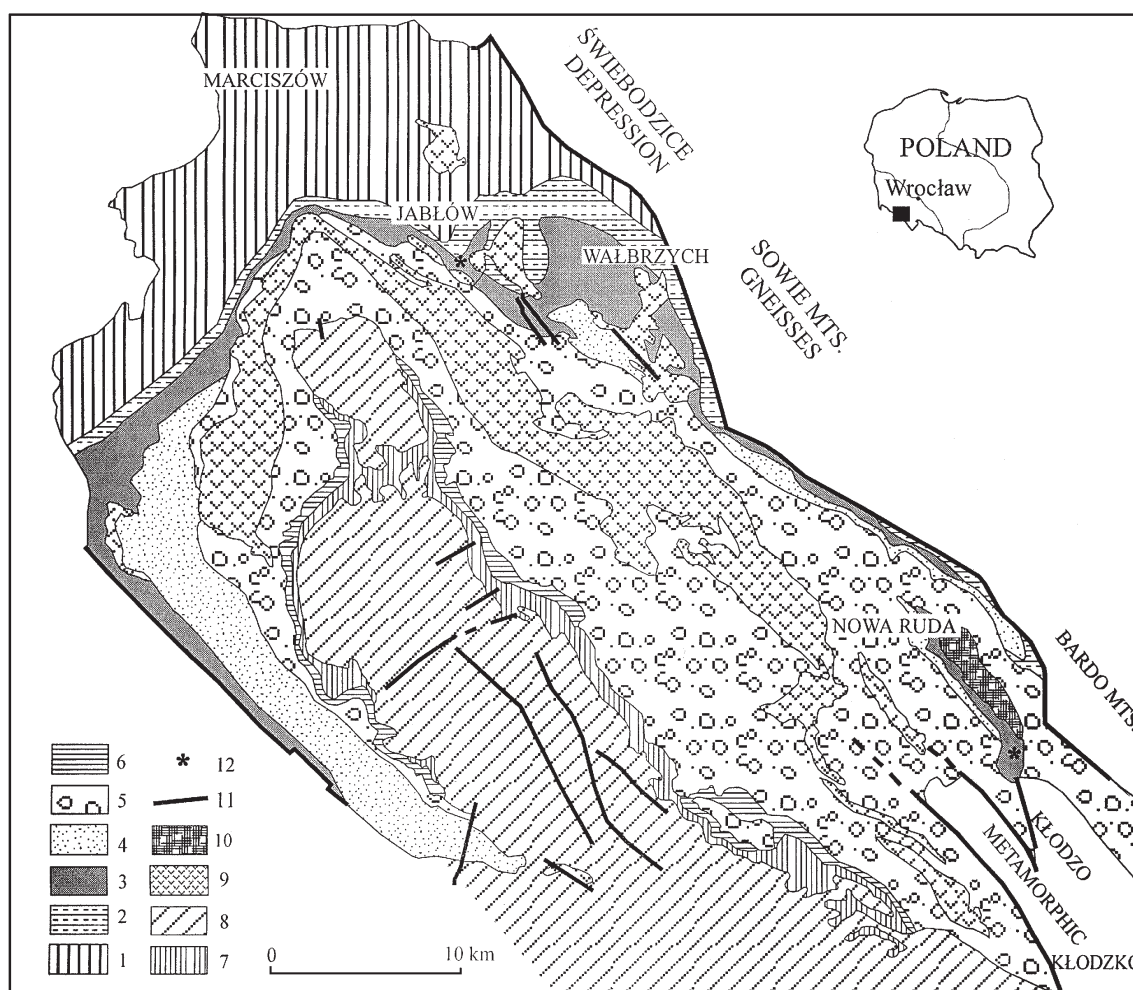 MARCISZÓW
ŚWIEBODZICE
DEPRESSION
POLAND
Wrocław
JABŁÓW
WAŁBRZYCH
SOWIE MTS.
GNEISSES
NOWA RUDA
BARDO MTS.
KŁODZO
METAMORPHIC
KŁODZKO
6
12
5
11
4
10
3
9
2
8
1
7
0
10 km